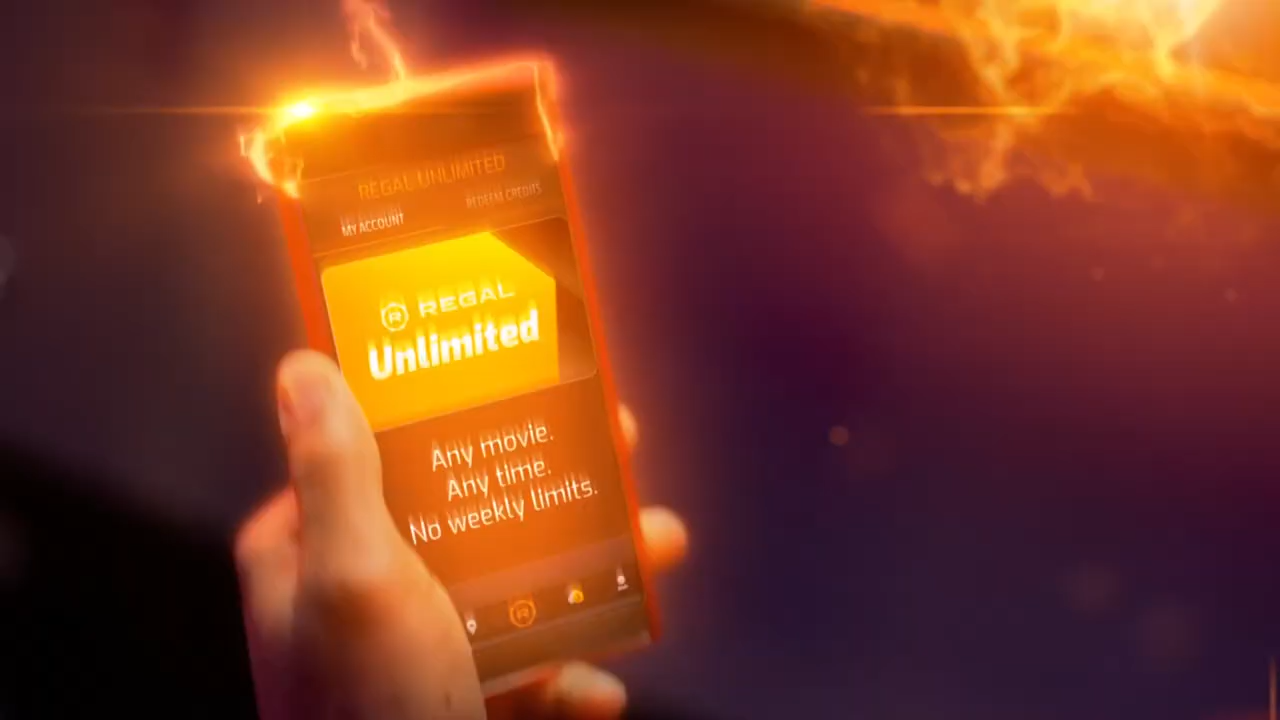 REGAL UNLIMITED
MY ACCOUNT REDEEM CREDITS
R REGAL
Unlimited
Any movie.
Any time.
No weekly limits.
R